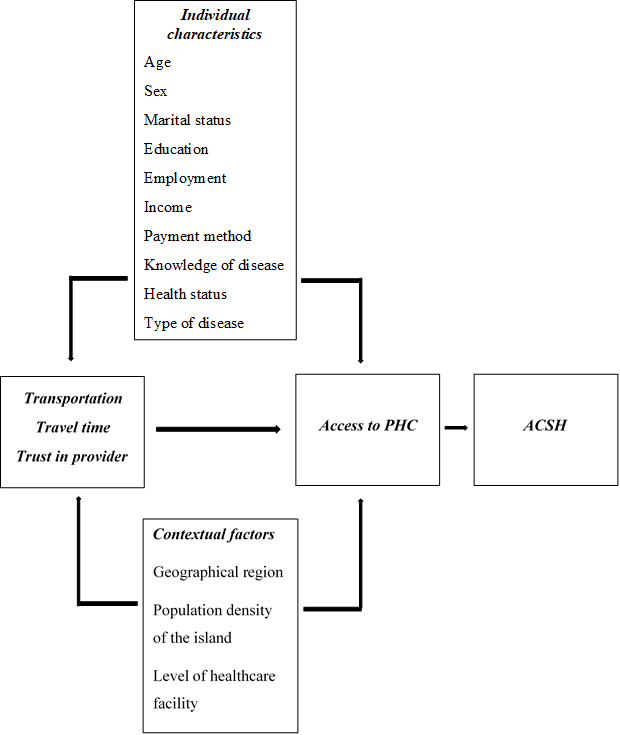 Individual
characteristics
Age
Sex
Marital status
Education
Employment
Income
Payment method
Knowledge of disease
Health status
Type of disease
Transportation
Travel time
Trust in provider
Access to PHC
ACSH
Contextual factors
Geographical region
Population density
of the island
Level of healthcare
facility